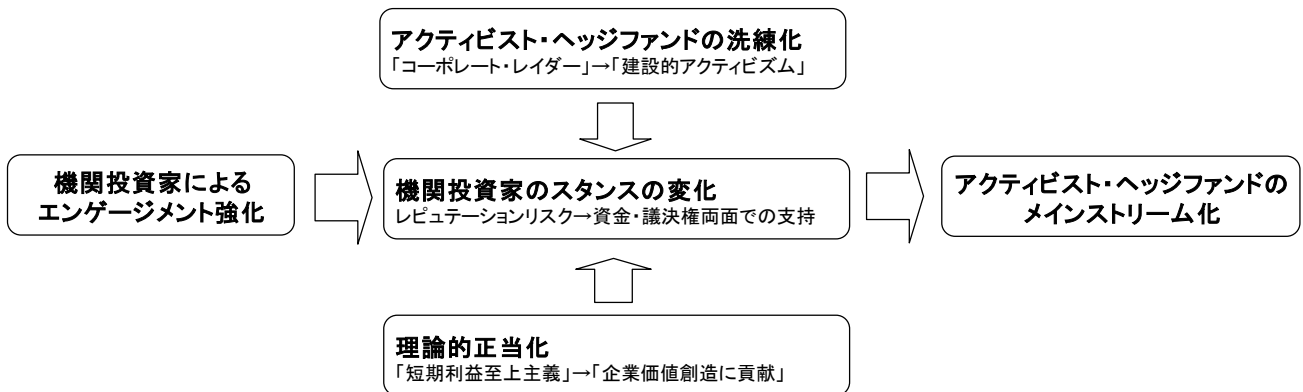 アクティビスト・ヘッジファンドの洗練化
「コーポレート・レイダー」→「建設的アクティビズム」
機関投資家による
エンゲージメント強化
機関投資家のスタンスの変化
レピュテーションリスク→資金・議決権両面での支持
アクティビスト・ヘッジファンドの
メインストリーム化
理論的正当化
「短期利益至上主義」→「企業価値創造に貢献」